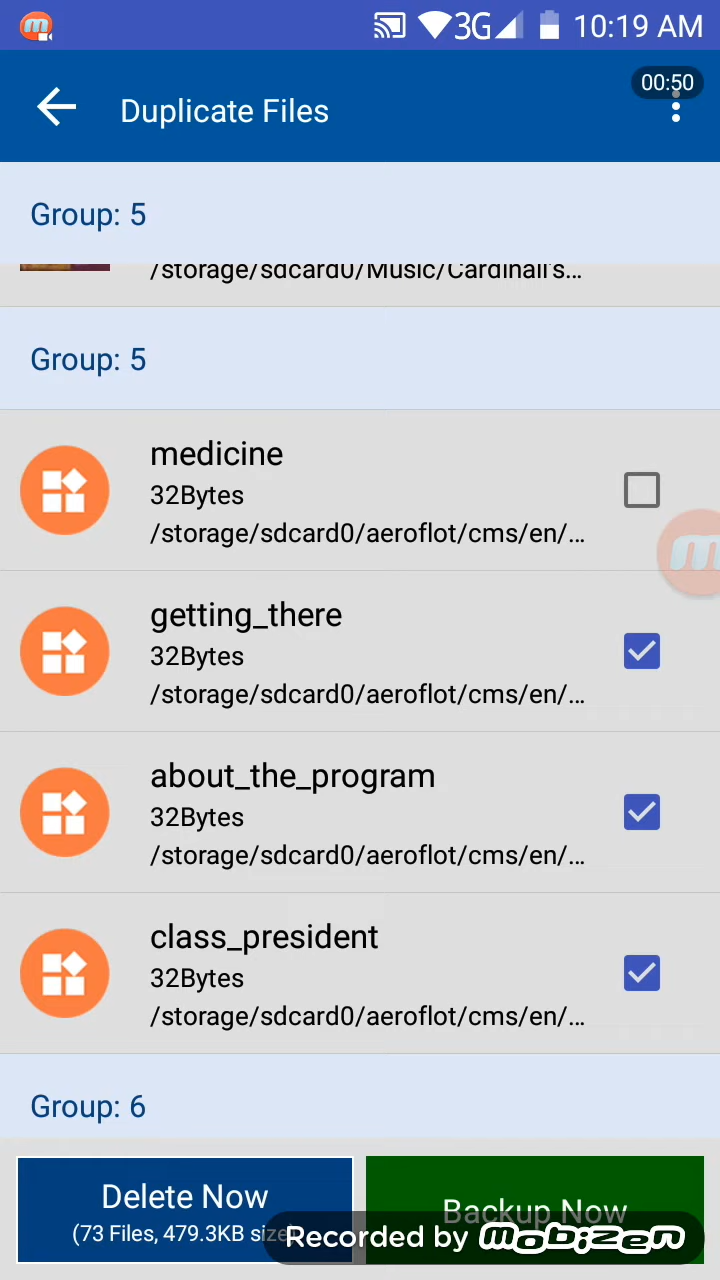 3G 10:19 AM
00:50
Duplicate Files
Group: 5
/storage/sdcard0/Music/Cardinall's...
Group: 5
medicine
32Bytes
/storage/sdcard0/aeroflot/cms/en/...
getting_there
32Bytes
/storage/sdcard0/aeroflot/cms/en/...
about_the_program
32Bytes
/storage/sdcard0/aeroflot/cms/en/...
class_president
32Bytes
/storage/sdcard0/aeroflot/cms/en/...
Group: 6
Delete Now
(73 Files, 479.3KB size
Backup Now
Recorded by mobizen